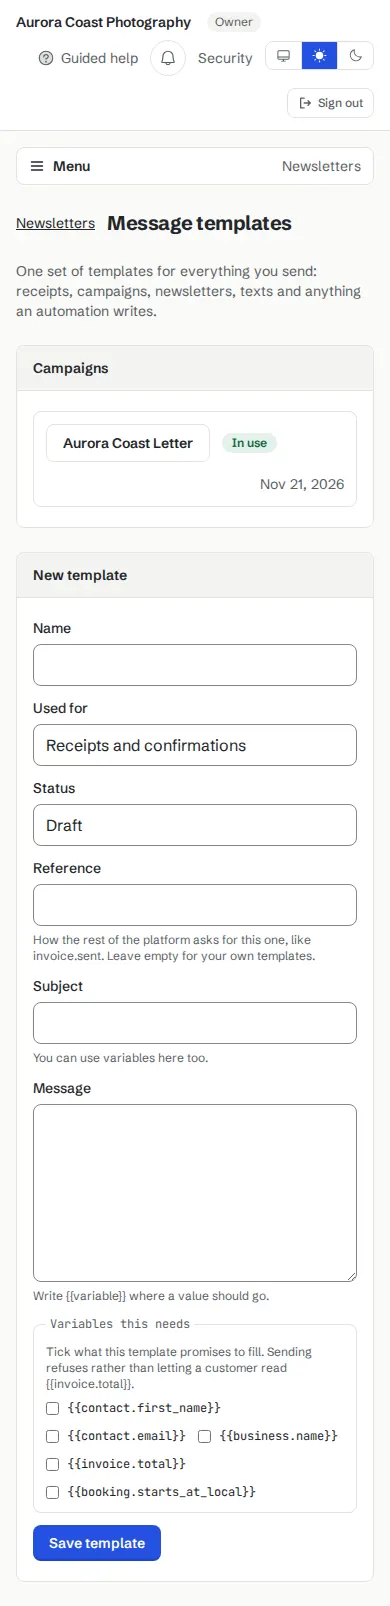 Aurora Coast Photography Owner
Guided help Security
Sign out
Menu Newsletters
Newsletters Message templates
One set of templates for everything you send:
receipts, campaigns, newsletters, texts and anything
an automation writes.
Campaigns
Aurora Coast Letter In use
Nov 21, 2026
New template
Name
Used for
Receipts and confirmations
Status
Draft
Reference
How the rest of the platform asks for this one, like
invoice.sent. Leave empty for your own templates.
Subject
You can use variables here too.
Message
Write {{variable}} where a value should go.
Variables this needs
Tick what this template promises to fill. Sending
refuses rather than letting a customer read
{{invoice.total}}.
{{contact.first_name}}
{{contact.email}} {{business.name}}
{{invoice.total}}
{{booking.starts_at_local}}
Save template